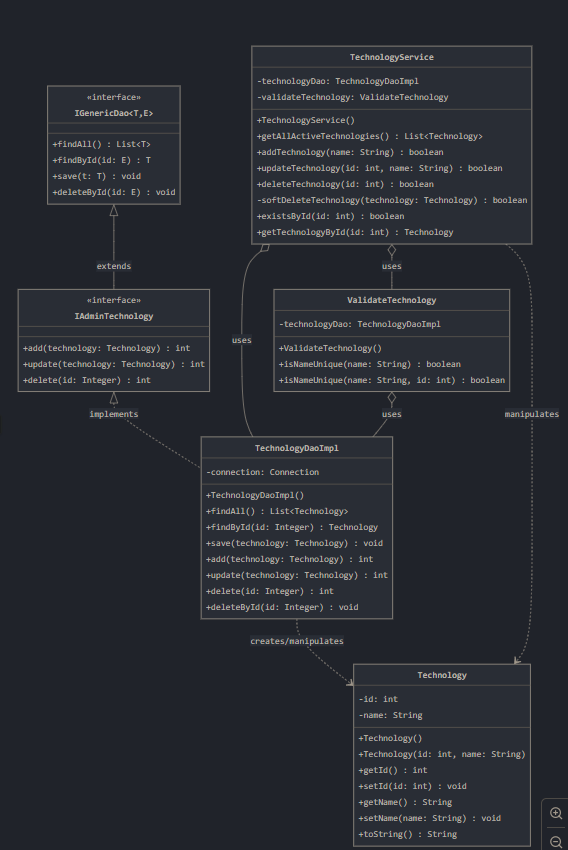 TechnologyService
-technologyDao: TechnologyDaoImpl
-validateTechnology: ValidateTechnology
+TechnologyService()
+getAllActiveTechnologies() : List<Technology>
+addTechnology(name: String) : boolean
+updateTechnology(id: int, name: String) : boolean
+deleteTechnology(id: int) : boolean
-softDeleteTechnology(technology: Technology) : boolean
+existsById(id: int) : boolean
+getTechnologyById(id: int) : Technology
«interface»
IGenericDao<T,E>
+findAll() : List<T>
+findById(id: E) : T
+save(t: T) : void
+deleteById(id: E) : void
extends
uses
«interface»
IAdminTechnology
+add(technology: Technology) : int
+update(technology: Technology) : int
+delete(id: Integer) : int
ValidateTechnology
-technologyDao: TechnologyDaoImpl
+ValidateTechnology()
+isNameUnique(name: String) : boolean
+isNameUnique(name: String, id: int) : boolean
uses
implements
uses
manipulates
TechnologyDaoImpl
-connection: Connection
+TechnologyDaoImpl()
+findAll() : List<Technology>
+findById(id: Integer) : Technology
+save(technology: Technology) : void
+add(technology: Technology) : int
+update(technology: Technology) : int
+delete(id: Integer) : int
+deleteById(id: Integer) : void
creates/manipulates
Technology
-id: int
-name: String
+Technology()
+Technology(id: int, name: String)
+getId() : int
+setId(id: int) : void
+getName() : String
+setName(name: String) : void
+toString() : String